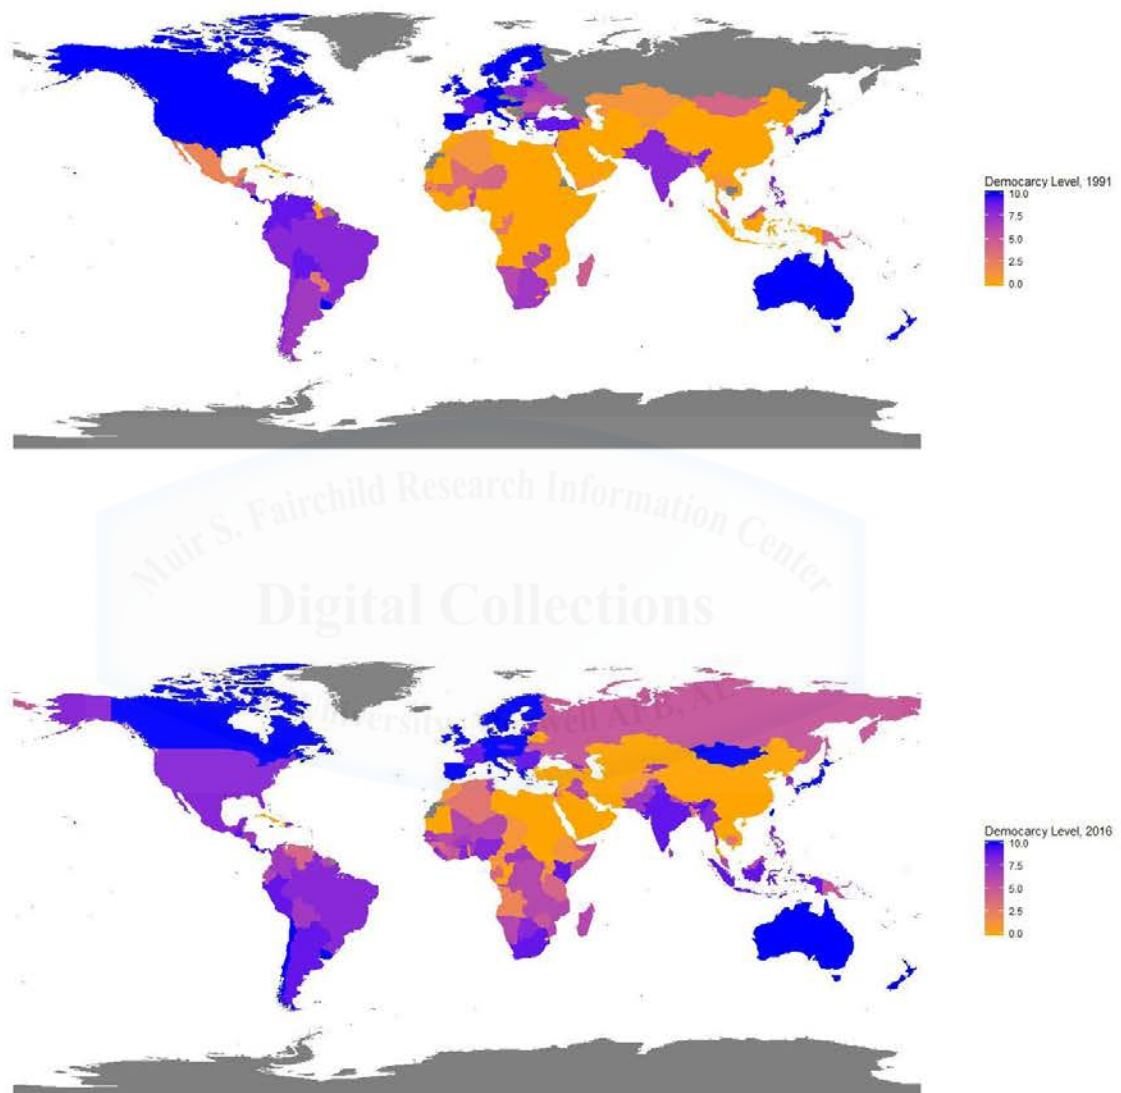 Democarcy Level, 1991
10.0
7.5
5.0
2.5
0.0
Muir S. Fairchild Research Information Center
Digital Collections
Democarcy Level, 2016
10.0
7.5
5.0
2.5
0.0